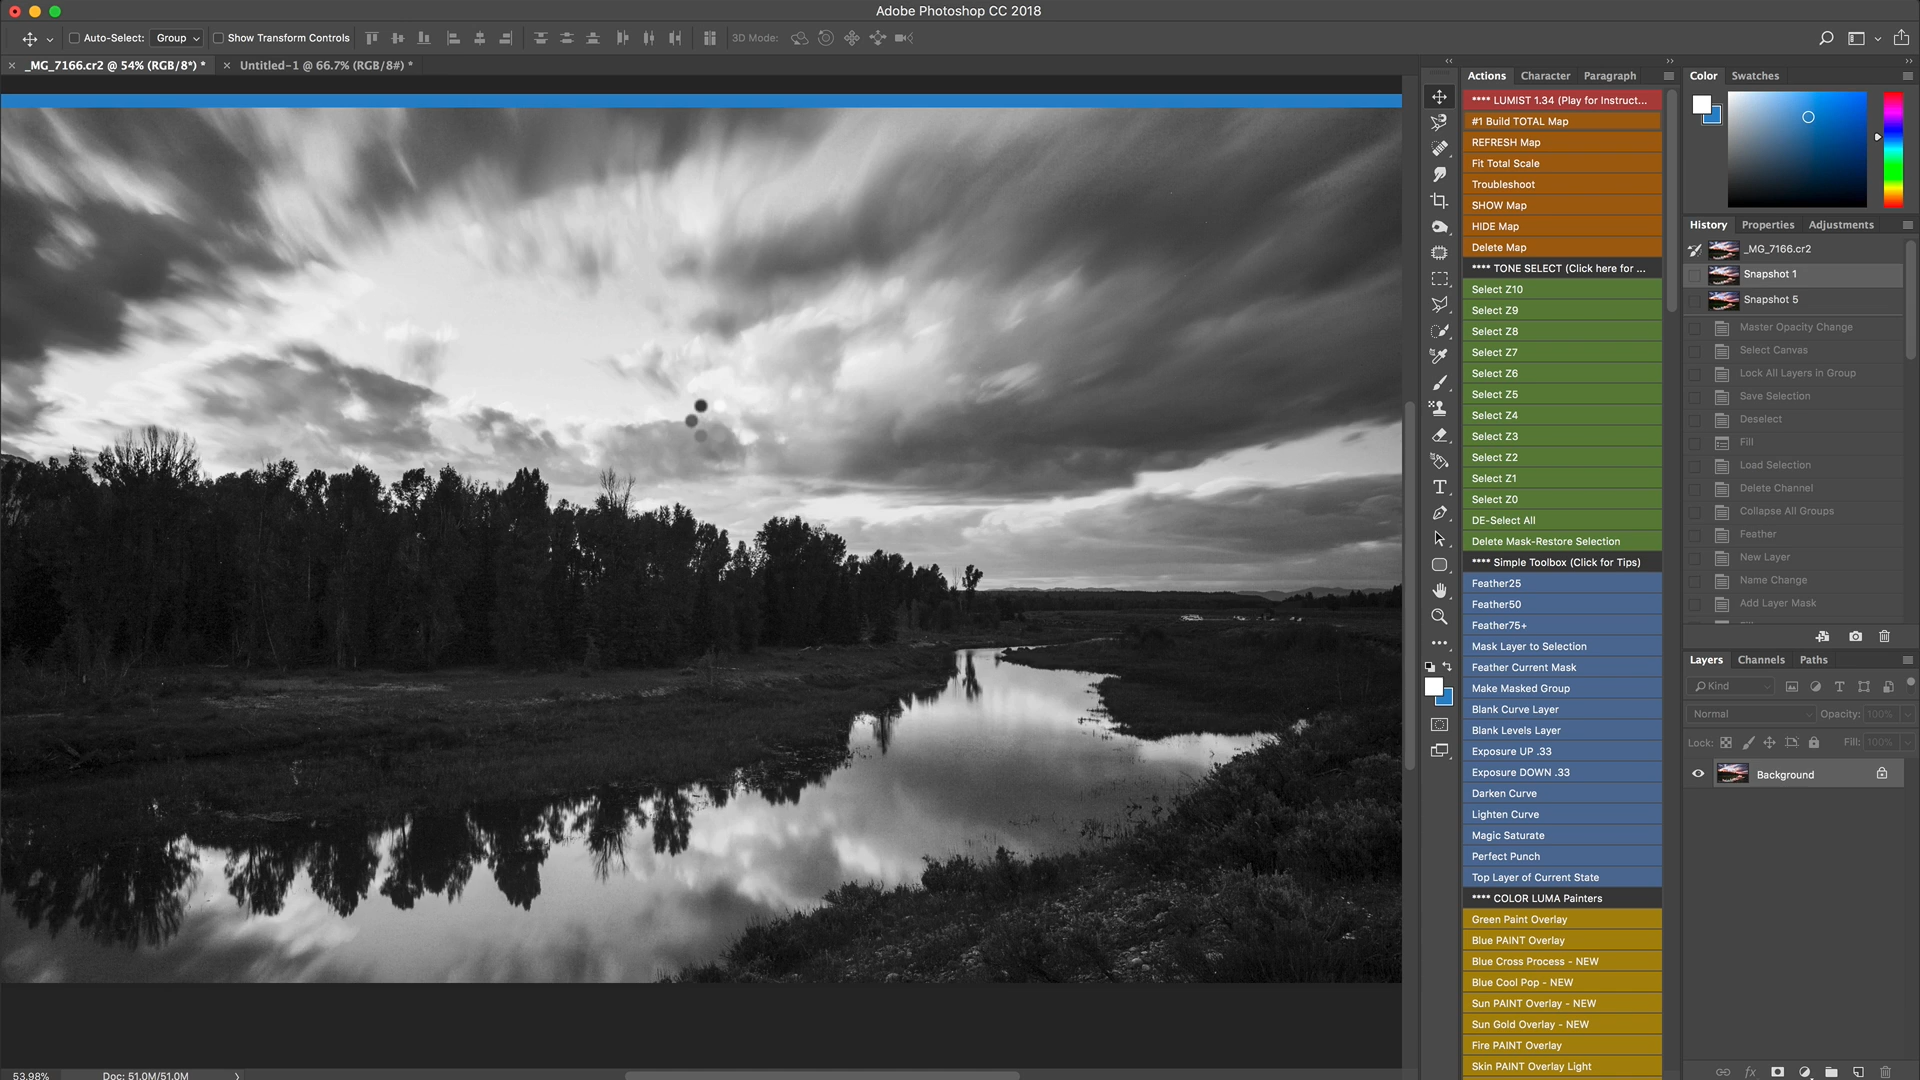 Adobe Photoshop CC 2018
Auto-Select: Group Show Transform Controls 3D Mode:
_MG_7166.cr2 @ 54% (RGB/8*) * Untitled-1 @ 66.7% (RGB/8#) *
Actions Character Paragraph
**** LUMIST 1.34 (Play for Instruct...
#1 Build TOTAL Map
REFRESH Map
Fit Total Scale
Troubleshoot
SHOW Map
HIDE Map
Delete Map
**** TONE SELECT (Click here for ...
Select Z10
Select Z9
Select Z8
Select Z7
Select Z6
Select Z5
Select Z4
Select Z3
Select Z2
Select Z1
Select Z0
DE-Select All
Delete Mask-Restore Selection
**** Simple Toolbox (Click for Tips)
Feather25
Feather50
Feather75+
Mask Layer to Selection
Feather Current Mask
Make Masked Group
Blank Curve Layer
Blank Levels Layer
Exposure UP .33
Exposure DOWN .33
Darken Curve
Lighten Curve
Magic Saturate
Perfect Punch
Top Layer of Current State
**** COLOR LUMA Painters
Green Paint Overlay
Blue PAINT Overlay
Blue Cross Process - NEW
Blue Cool Pop - NEW
Sun PAINT Overlay - NEW
Sun Gold Overlay - NEW
Fire PAINT Overlay
Skin PAINT Overlay Light
Color Swatches
History Properties Adjustments
_MG_7166.cr2
Snapshot 1
Snapshot 5
Master Opacity Change
Select Canvas
Lock All Layers in Group
Save Selection
Deselect
Fill
Load Selection
Delete Channel
Collapse All Groups
Feather
New Layer
Name Change
Add Layer Mask
Layers Channels Paths
Kind
Normal Opacity: 100%
Lock: Fill: 100%
Background
53.98% Doc: 51.0M/51.0M